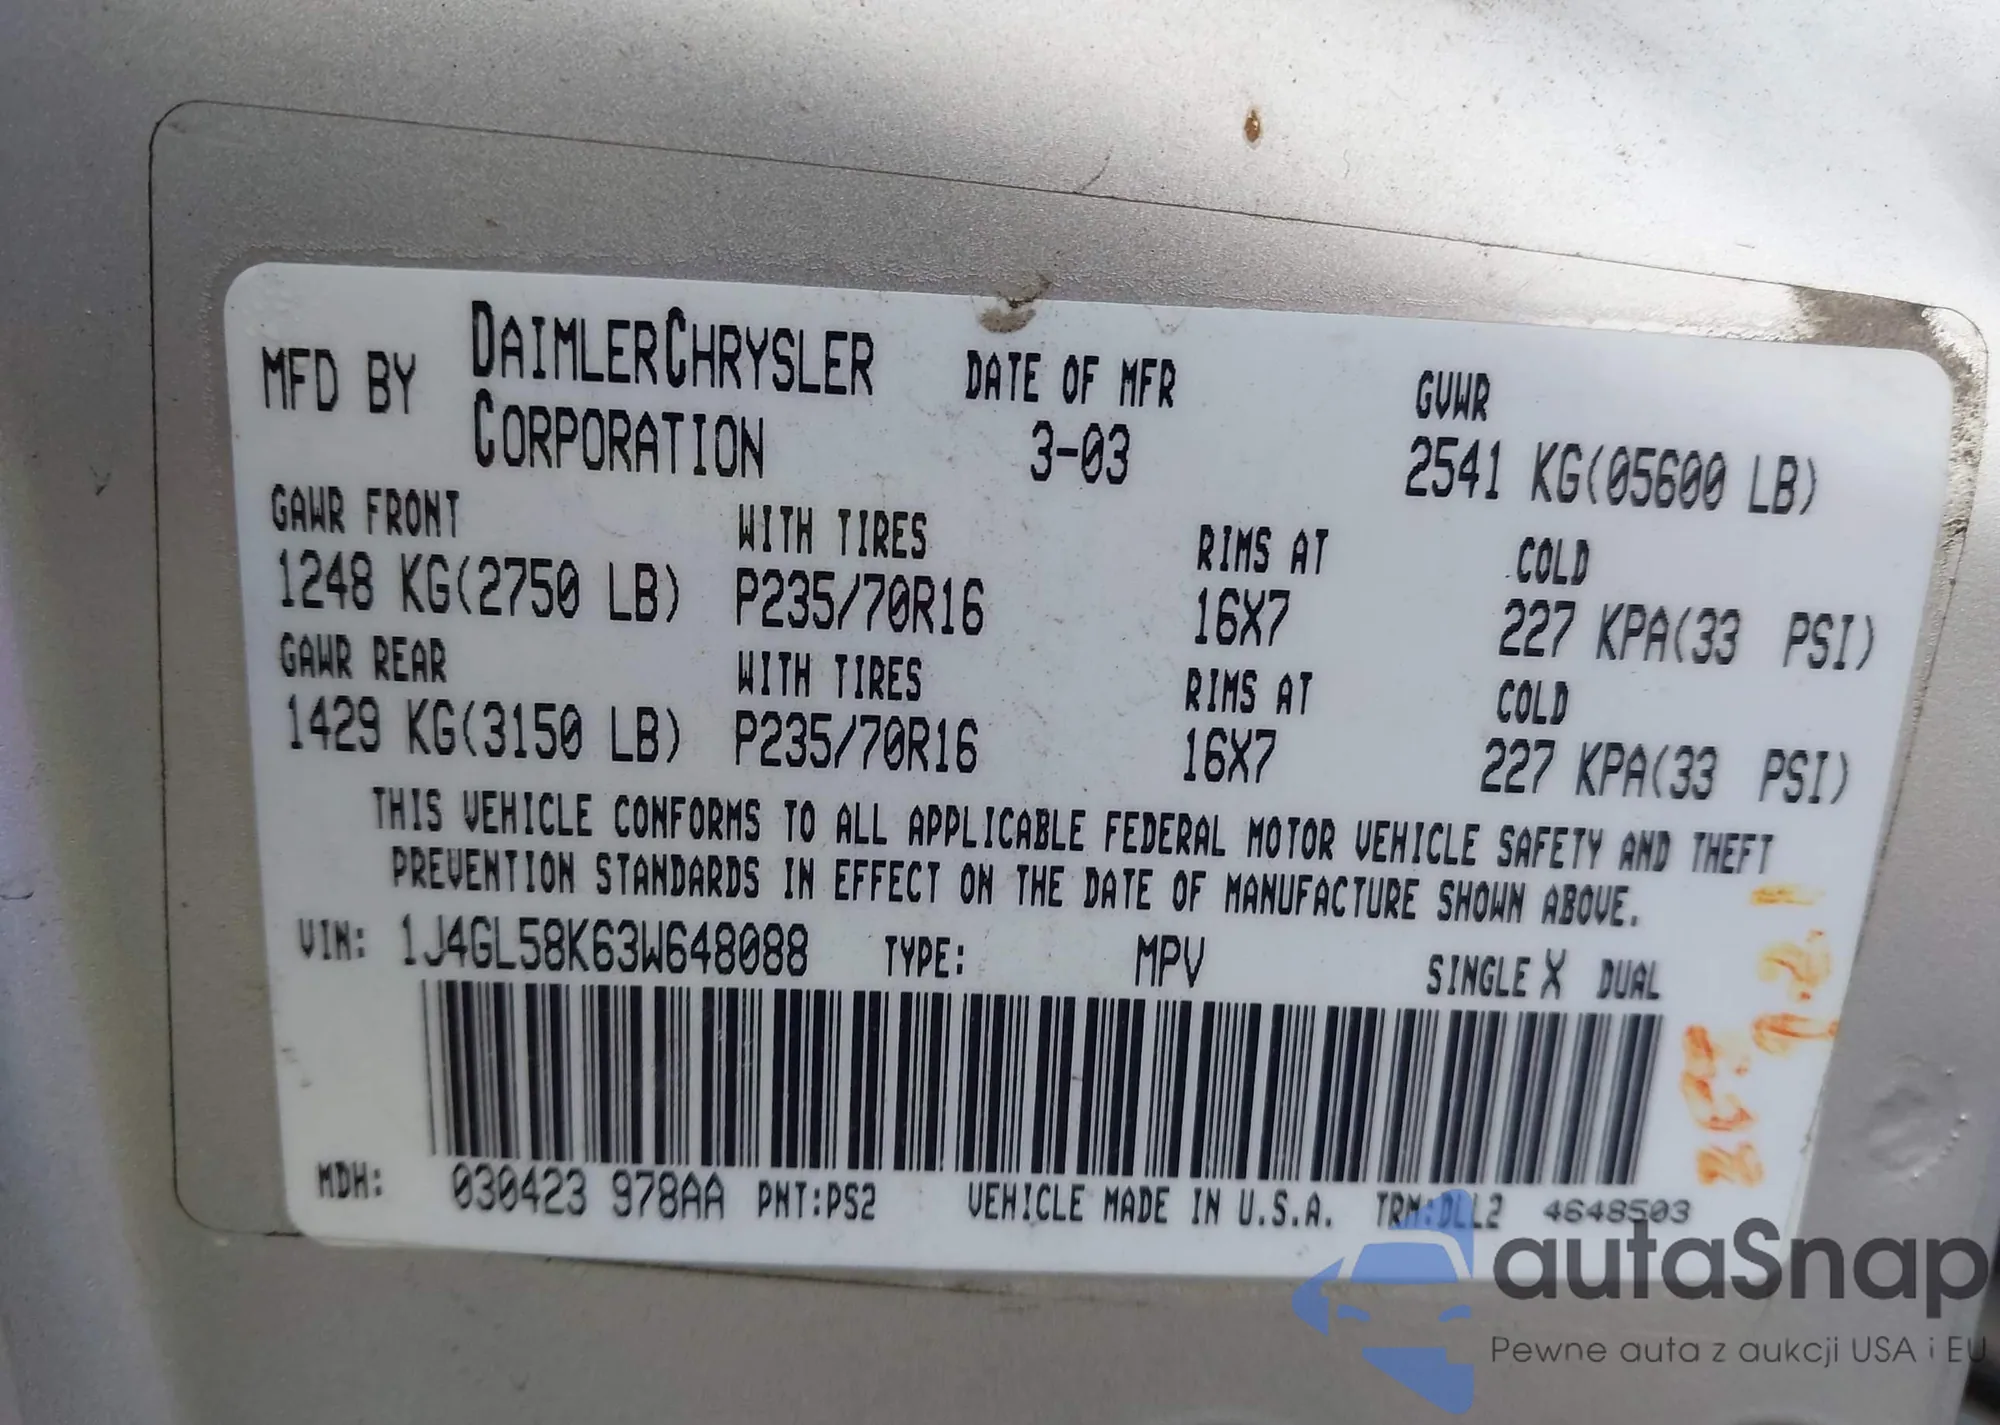 MFD BY DAIMLERCHRYSLER CORPORATION
DATE OF MFR
3-03
GVWR
2541 KG(05600 LB)
GAWR FRONT WITH TIRES RIMS AT COLD
1248 KG(2750 LB) P235/70R16 16X7 227 KPA(33 PSI)
GAWR REAR WITH TIRES RIMS AT COLD
1429 KG(3150 LB) P235/70R16 16X7 227 KPA(33 PSI)
THIS VEHICLE CONFORMS TO ALL APPLICABLE FEDERAL MOTOR VEHICLE SAFETY AND THEFT
PREVENTION STANDARDS IN EFFECT ON THE DATE OF MANUFACTURE SHOWN ABOVE.
VIN: 1J4GL58K63W648088 TYPE: MPV SINGLE X DUAL
MDH: 030423 978AA PNT:PS2 VEHICLE MADE IN U.S.A. TRM:DLL2 4648503
autaSnap
Pewne auta z aukcji USA i EU